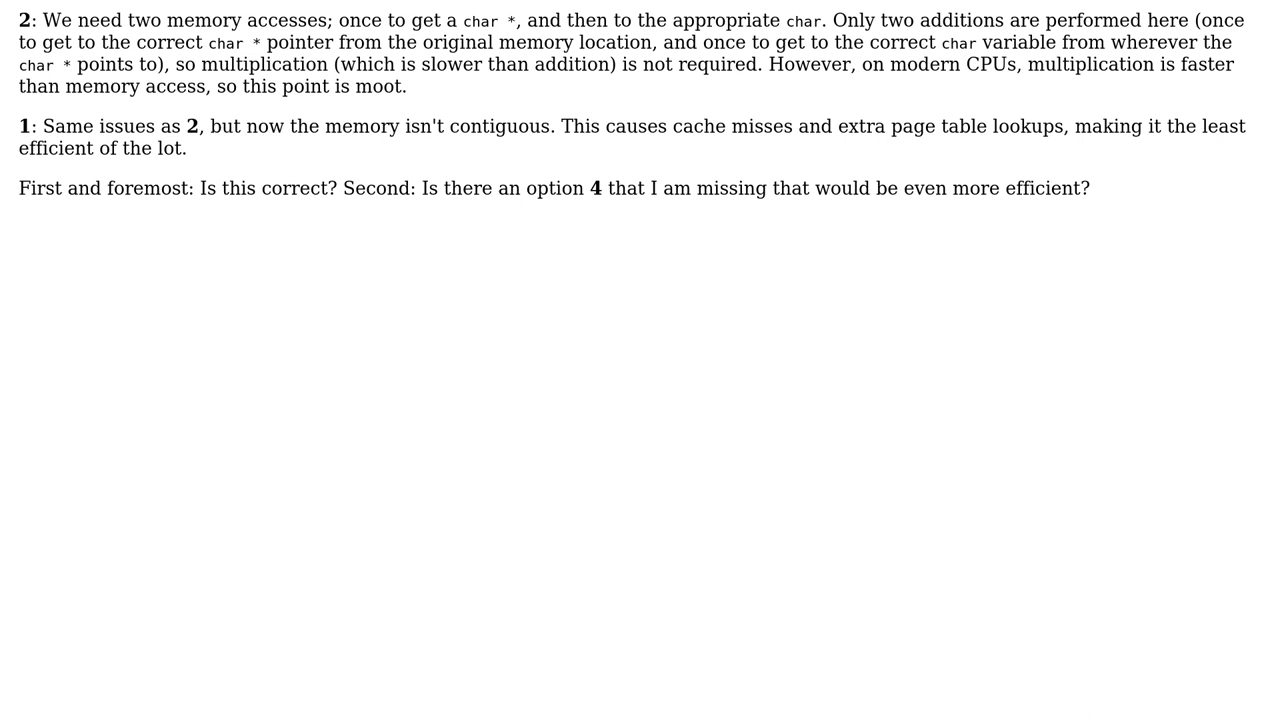 2: We need two memory accesses; once to get a char *, and then to the appropriate char. Only two additions are performed here (once
to get to the correct char * pointer from the original memory location, and once to get to the correct char variable from wherever the
char * points to), so multiplication (which is slower than addition) is not required. However, on modern CPUs, multiplication is faster
than memory access, so this point is moot.
1: Same issues as 2, but now the memory isn't contiguous. This causes cache misses and extra page table lookups, making it the least
efficient of the lot.
First and foremost: Is this correct? Second: Is there an option 4 that I am missing that would be even more efficient?